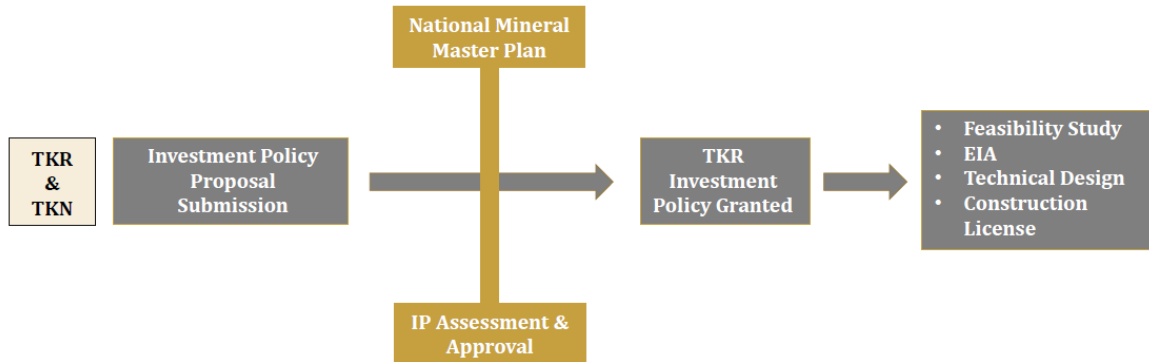 National Mineral
Master Plan
TKR
&
TKN
Investment Policy
Proposal
Submission
TKR
Investment
Policy Granted
• Feasibility Study
• EIA
• Technical Design
• Construction
License
IP Assessment &
Approval